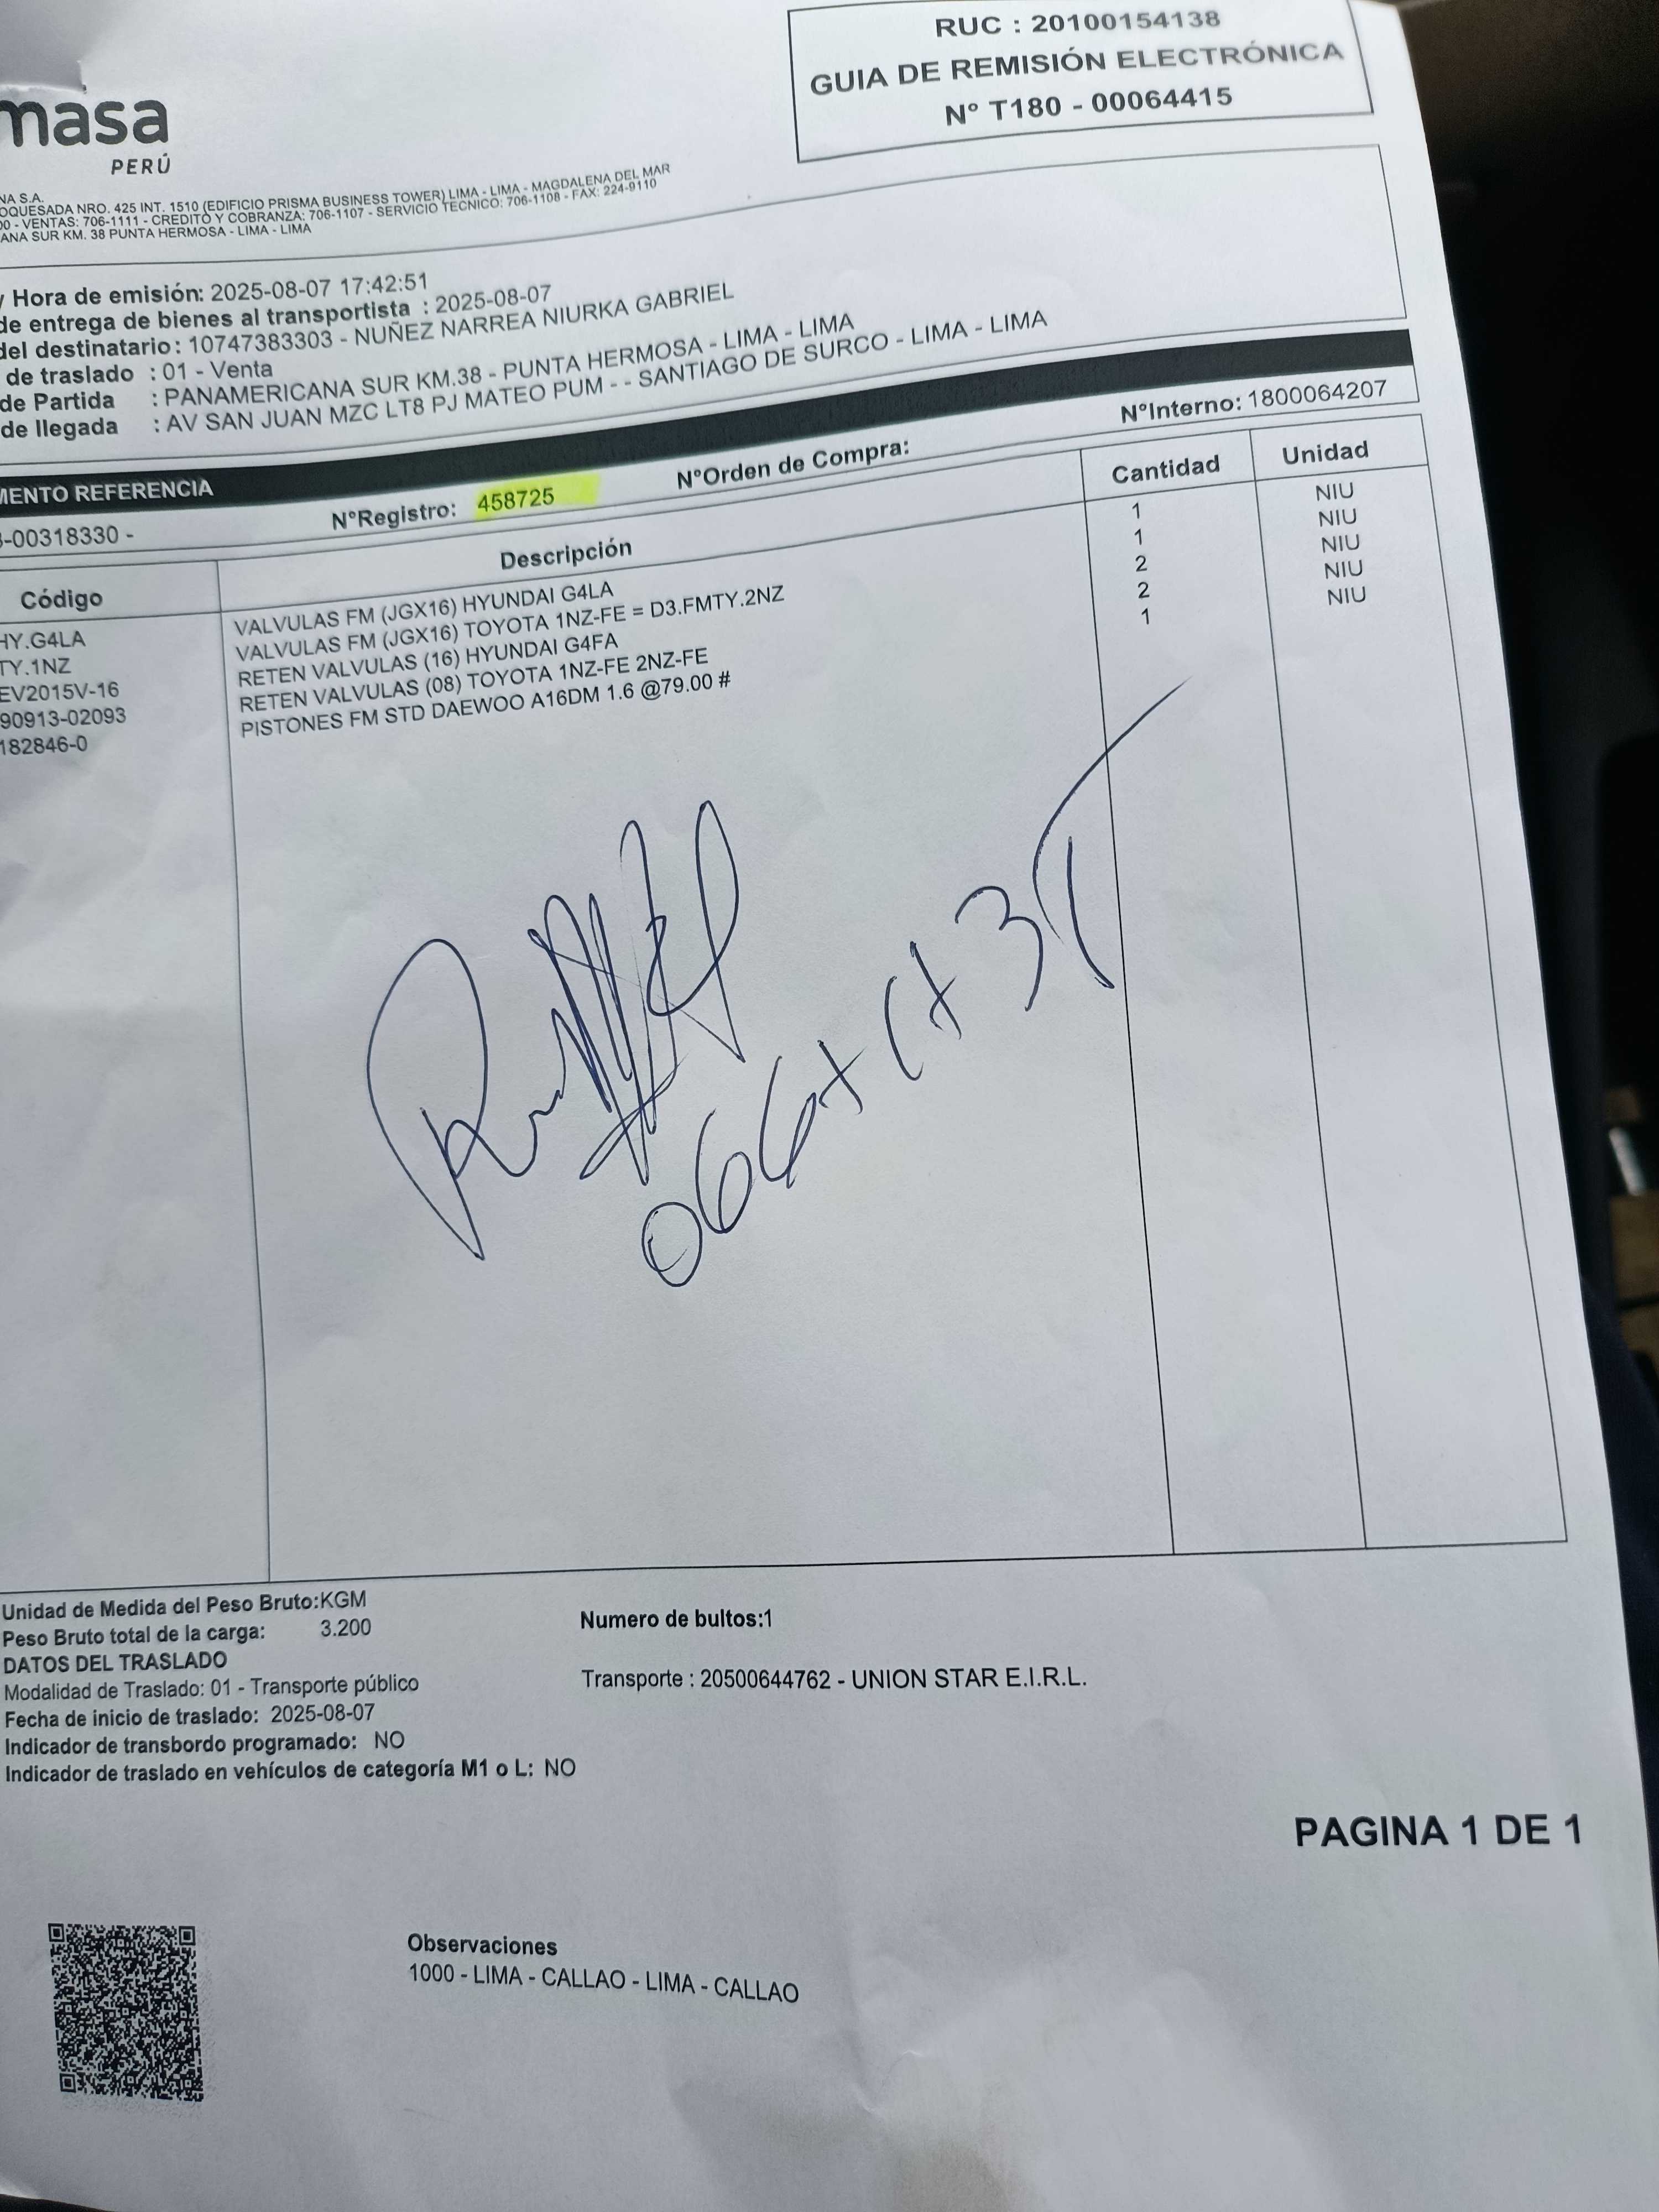 RUC : 20100154138
GUIA DE REMISIÓN ELECTRÓNICA
N° T180 - 00064415
masa
PERÚ
NA S.A.
OQUESADA NRO. 425 INT. 1510 (EDIFICIO PRISMA BUSINESS TOWER) LIMA - LIMA - MAGDALENA DEL MAR
00 - VENTAS: 706-1111 - CREDITO Y COBRANZA: 706-1107 - SERVICIO TECNICO: 706-1108 - FAX: 224-9110
ANA SUR KM. 38 PUNTA HERMOSA - LIMA - LIMA
y Hora de emisión: 2025-08-07 17:42:51
de entrega de bienes al transportista : 2025-08-07
del destinatario: 10747383303 - NUÑEZ NARREA NIURKA GABRIEL
de traslado : 01 - Venta
de Partida : PANAMERICANA SUR KM.38 - PUNTA HERMOSA - LIMA - LIMA
de llegada : AV SAN JUAN MZC LT8 PJ MATEO PUM - - SANTIAGO DE SURCO - LIMA - LIMA
MENTO REFERENCIA
-00318330 - N°Registro: 458725 N°Orden de Compra: N°Interno: 1800064207
Código Descripción Cantidad Unidad
HY.G4LA VALVULAS FM (JGX16) HYUNDAI G4LA 1 NIU
TY.1NZ VALVULAS FM (JGX16) TOYOTA 1NZ-FE = D3.FMTY.2NZ 1 NIU
EV2015V-16 RETEN VALVULAS (16) HYUNDAI G4FA 2 NIU
90913-02093 RETEN VALVULAS (08) TOYOTA 1NZ-FE 2NZ-FE 2 NIU
182846-0 PISTONES FM STD DAEWOO A16DM 1.6 @79.00 # 1 NIU
Unidad de Medida del Peso Bruto:KGM
Peso Bruto total de la carga: 3.200 Numero de bultos:1
DATOS DEL TRASLADO
Modalidad de Traslado: 01 - Transporte público Transporte : 20500644762 - UNION STAR E.I.R.L.
Fecha de inicio de traslado: 2025-08-07
Indicador de transbordo programado: NO
Indicador de traslado en vehículos de categoría M1 o L: NO
PAGINA 1 DE 1
Observaciones
1000 - LIMA - CALLAO - LIMA - CALLAO